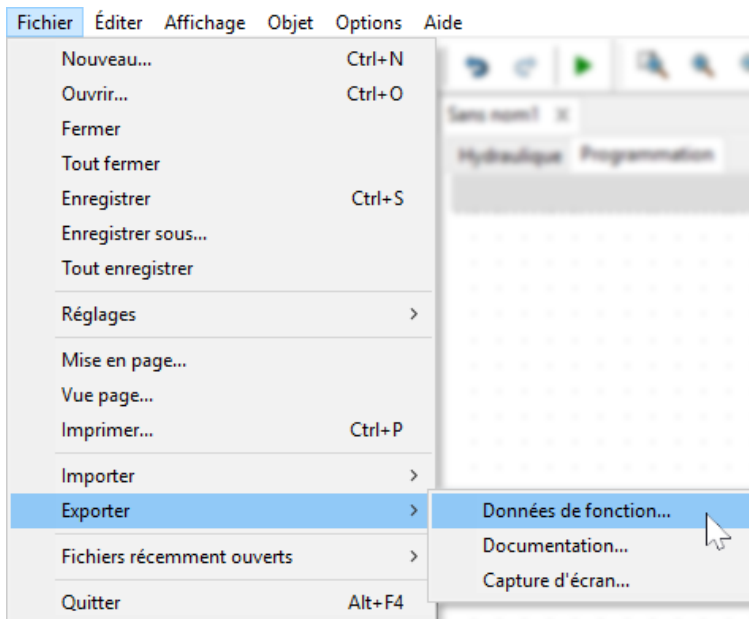 Fichier Éditer Affichage Objet Options Aide
Nouveau... Ctrl+N
Ouvrir... Ctrl+O
Fermer
Tout fermer
Enregistrer Ctrl+S
Enregistrer sous...
Tout enregistrer
Réglages
Mise en page...
Vue page...
Imprimer... Ctrl+P
Importer
Exporter
Fichiers récemment ouverts
Quitter Alt+F4
Sans nom1
Hydraulique Programmation
Données de fonction...
Documentation...
Capture d'écran...